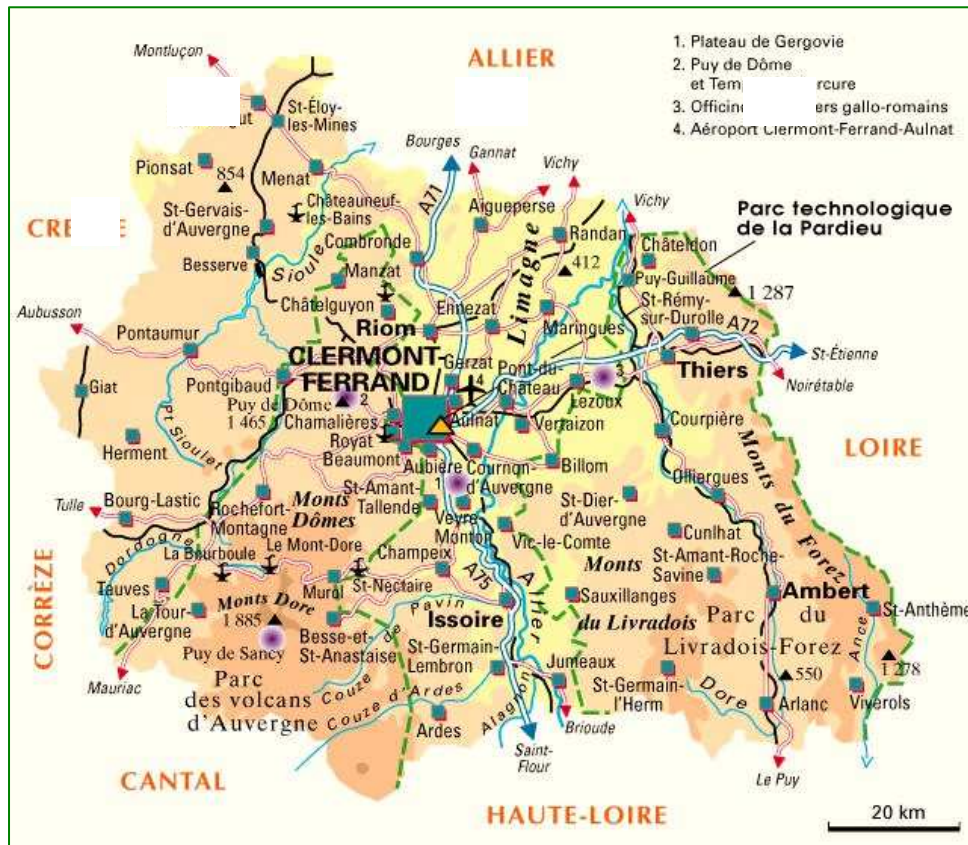 Montluçon
ALLIER
1. Plateau de Gergovie
2. Puy de Dôme
et
3. Officine gallo-romains
4. Aéroport Clermont-Ferrand-Aulnat
St-Éloy-
les-Mines
Bourges
Gannat
Vichy
Pionsat
854
Menat
A71
Aigueperse
Vichy
Parc technologique
de la Pardieu
St-Gervais-
d'Auvergne
Châteauneuf-
les-Bains
Combronde
Randan
Châteldon
Besserve
Sioule
Manzat
Limagne
412
Puy-Guillaume
1 287
Aubusson
Châtelguyon
Ennezat
Maringues
St-Rémy-
sur-Durolle
A72
Pontaumur
Riom
St-Étienne
CLERMONT-
FERRAND
Gerzat
Pont-du-
Château
Thiers
Noirétable
Giat
Pontgibaud
4
3
Puy de Dôme
2
1 465
Chamalières
Aulnat
Lezoux
Vertaizon
Courpière
Pt Sioulet
Royat
LOIRE
Herment
Beaumont
Aubière
Cournon-
d'Auvergne
Billom
Monts du Forez
Olliergues
Tulle
Bourg-Lastic
Rochefort-
Montagne
Monts
Dômes
St-Amant-
Tallende
1
St-Dier-
d'Auvergne
Veyre-
Monton
Vic-le-Comte
Cunlhat
Dordogne
La Bourboule
Le Mont-Dore
Champeix
Monts
du Livradois
St-Amant-Roche-
Savine
CORRÈZE
Tauves
Murol
St-Nectaire
A75
Allier
Sauxillanges
Ambert
La Tour-
d'Auvergne
Monts Dore
1 885
Couze de Pavin
Issoire
Parc
du
Livradois-Forez
St-Anthème
Puy de Sancy
Besse-et-
St-Anastaise
St-Germain-
Lembron
Jumeaux
Ance
1 278
Mauriac
Parc
des volcans
d'Auvergne
Couze d'Ardes
St-Germain-
l'Herm
Dore
550
Ardes
Alagnon
Arlanc
Viverols
Brioude
Saint-
Flour
Le Puy
CANTAL
HAUTE-LOIRE
20 km